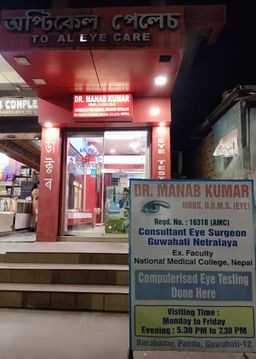 অপ্টিকেল পেলেচ
TO AL EYE CARE
COMPLE
DR. MANAB KUMAR
ডাক্টৰ
EYE TEST
DR. MANAB KUMAR
MBBS, D.O.M.S. (EYE)
Regd. No. : 16318 (AMC)
Consultant Eye Surgeon
Guwahati Netralaya
Ex. Faculty
National Medical College, Nepal
Computerised Eye Testing
Done Here
Visiting Time :
Monday to Friday
Evening : 5.30 PM to 7.30 PM
Barabazar, Pandu, Guwahati-12